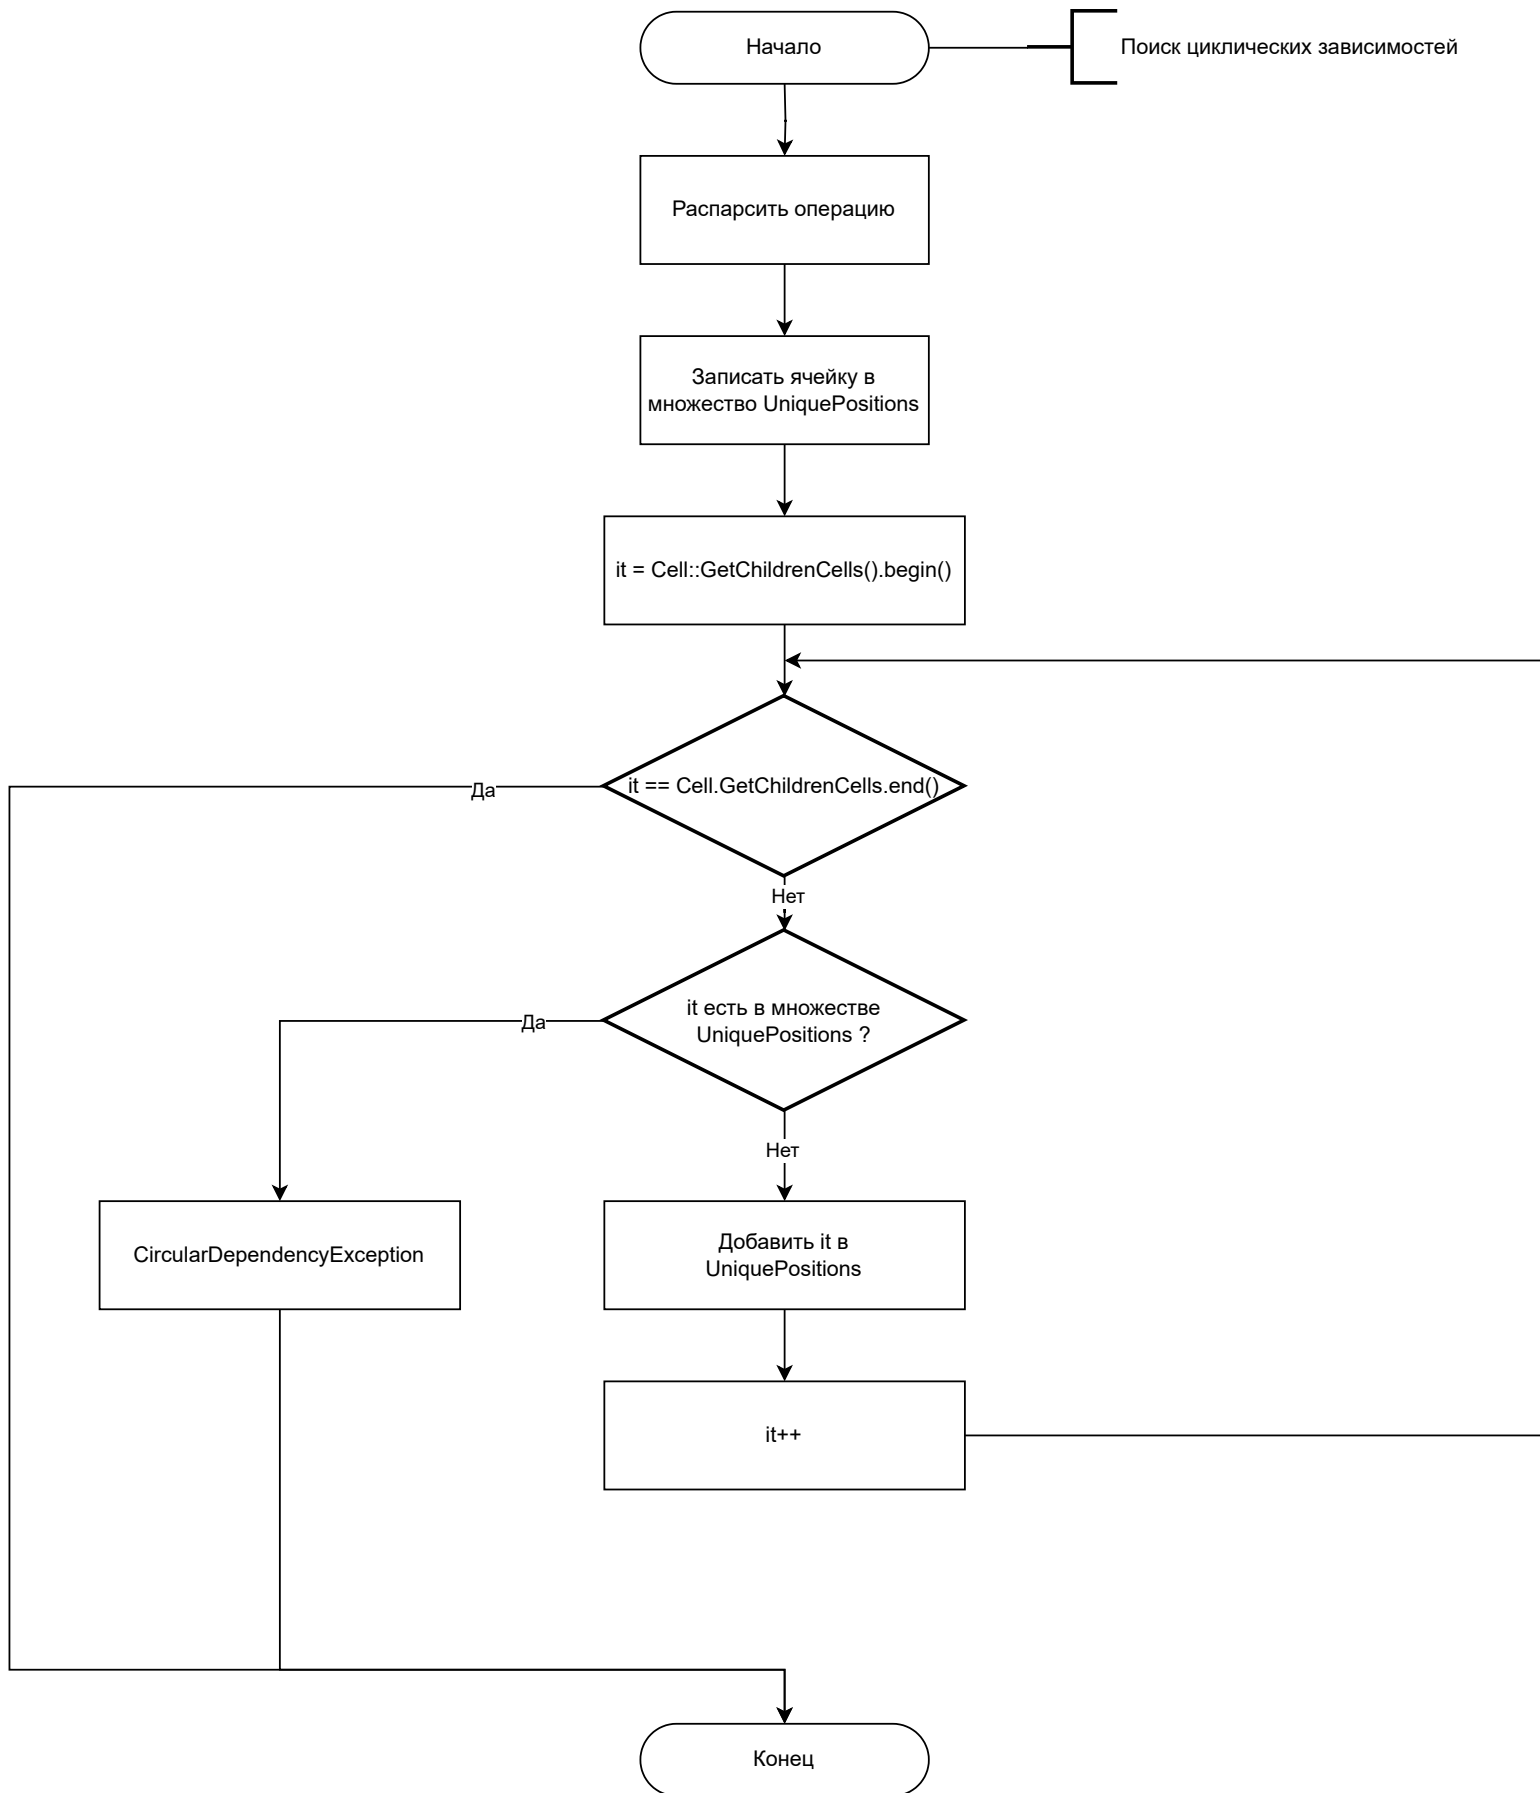 Начало
Поиск циклических зависимостей
Распарсить операцию
Записать ячейку в
множество UniquePositions
it = Cell::GetChildrenCells().begin()
it == Cell.GetChildrenCells.end()
Да
Нет
it есть в множестве
UniquePositions ?
Да
Нет
CircularDependencyException
Добавить it в
UniquePositions
it++
Конец